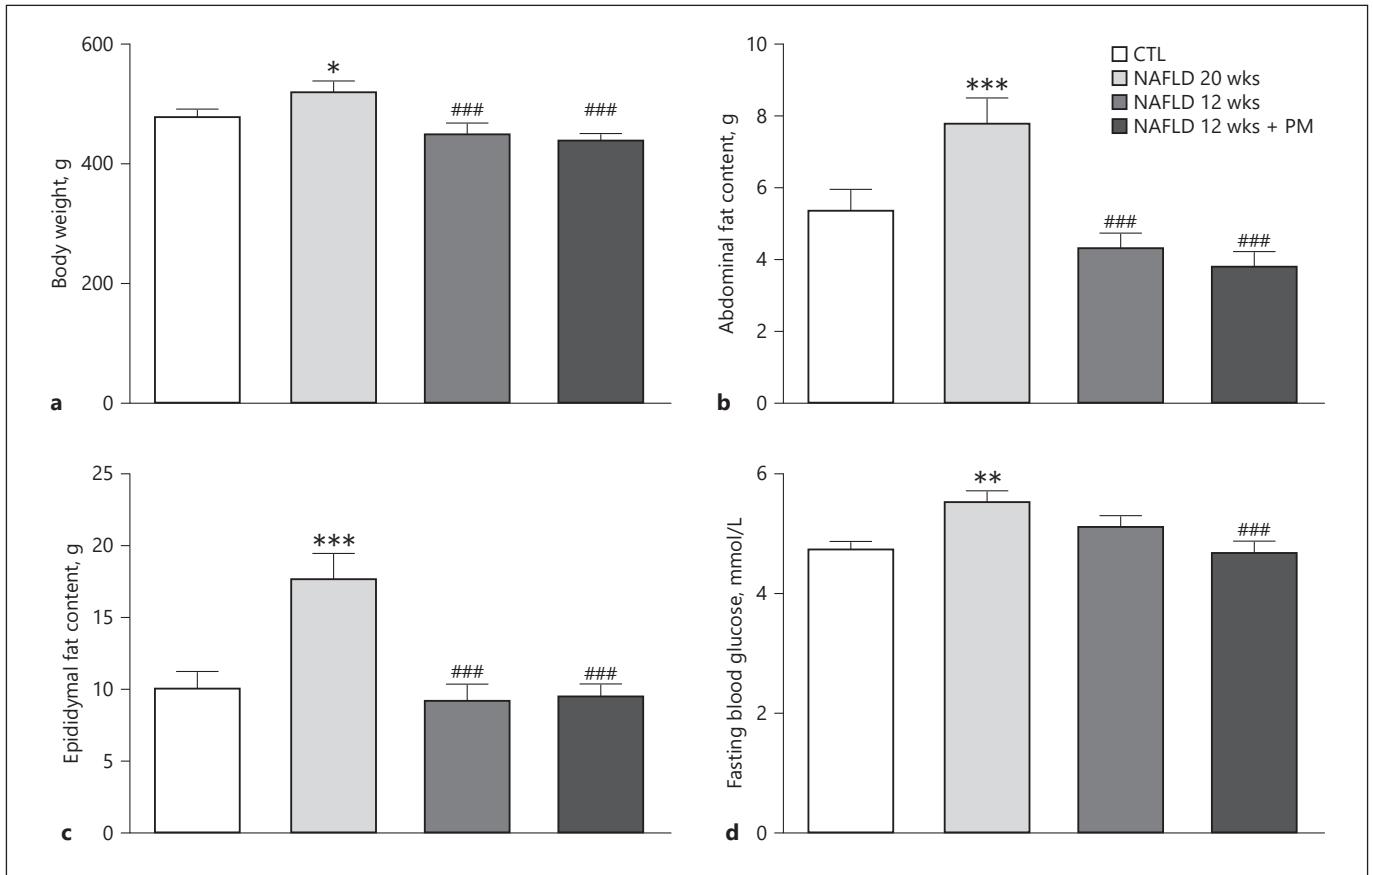 600
400
200
0
Body weight, g
*
###
###
a
10
8
6
4
2
0
Abdominal fat content, g
***
###
###
CTL
NAFLD 20 wks
NAFLD 12 wks
NAFLD 12 wks + PM
b
25
20
15
10
5
0
Epididymal fat content, g
***
###
###
c
6
4
2
0
Fasting blood glucose, mmol/L
**
###
d